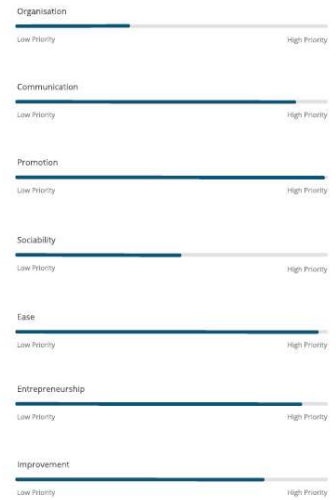 Organisation
Low Priority High Priority
Communication
Low Priority High Priority
Promotion
Low Priority High Priority
Sociability
Low Priority High Priority
Ease
Low Priority High Priority
Entrepreneurship
Low Priority High Priority
Improvement
Low Priority High Priority